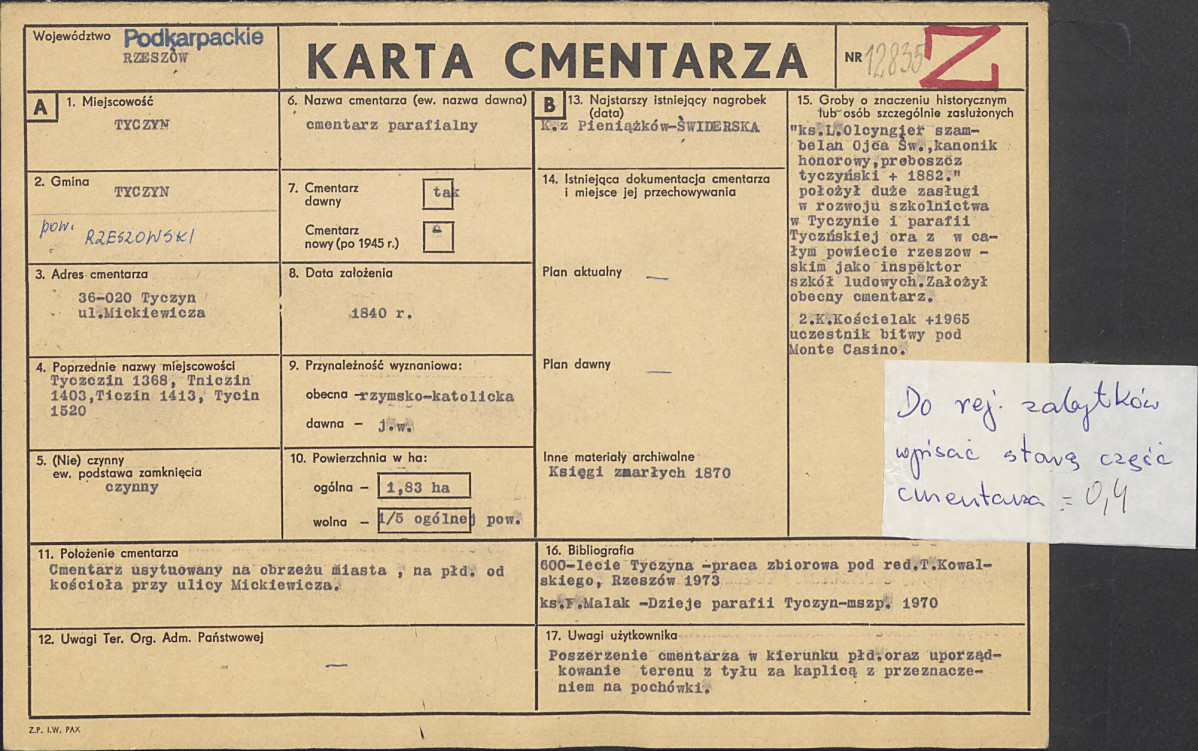 Województwo Podkarpackie
RZESZÓW
KARTA CMENTARZA
NR 12835 Z
A
1. Miejscowość
TYCZYN
2. Gmina
TYCZYN
pow. RZESZOWSKI
3. Adres cmentarza
36-020 Tyczyn
ul.Mickiewicza
4. Poprzednie nazwy miejscowości
Tyczczin 1368, Tniczin
1403,Ticzin 1413, Tycin
1520
5. (Nie) czynny
ew. podstawa zamknięcia
czynny
6. Nazwa cmentarza (ew. nazwa dawna)
cmentarz parafialny
7. Cmentarz
dawny
tak
Cmentarz
nowy (po 1945 r.)
8. Data założenia
1840 r.
9. Przynależność wyznaniowa:
obecna -rzymsko-katolicka
dawna - j.w.
10. Powierzchnia w ha:
ogólna - 1,83 ha
wolna - 1/5 ogólnej pow.
11. Położenie cmentarza
Cmentarz usytuowany na obrzeżu miasta , na płd. od
kościoła przy ulicy Mickiewicza.
12. Uwagi Ter. Org. Adm. Państwowej
—
B
13. Najstarszy istniejący nagrobek
(data)
K.z Pieniążków-ŚWIDERSKA
14. Istniejąca dokumentacja cmentarza
i miejsce jej przechowywania
Plan aktualny —
Plan dawny —
Inne materiały archiwalne
Księgi zmarłych 1870
15. Groby o znaczeniu historycznym
lub osób szczególnie zasłużonych
"ks.L.Olcyngier szam-
belan Ojca Św.,kanonik
honorowy,proboszcz
tyczyński + 1882."
położył duże zasługi
w rozwoju szkolnictwa
w Tyczynie i parafii
Tyczńskiej ora z w ca-
łym powiecie rzeszow -
skim jako inspektor
szkół ludowych.Założył
obecny cmentarz.
2.K.Kościelak +1965
uczestnik bitwy pod
Monte Casino.
Do rej. zabytków
wpisać starą część
cmentarza = 0,4
16. Bibliografia
600-lecie Tyczyna -praca zbiorowa pod red.T.Kowal-
skiego, Rzeszów 1973
ks.F.Malak -Dzieje parafii Tyczyn-mszp. 1970
17. Uwagi użytkownika
Poszerzenie cmentarza w kierunku płd.oraz uporząd-
kowanie terenu z tyłu za kaplicą z przeznacze-
niem na pochówki.
Z.P. I.W. PAX